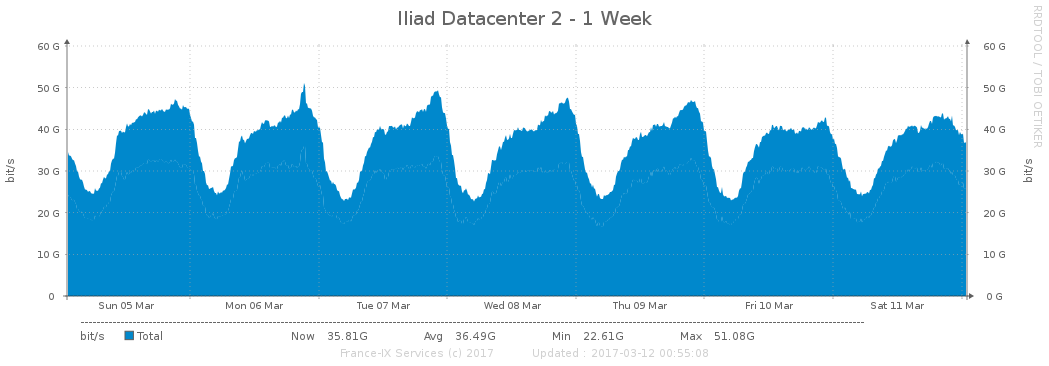 Iliad Datacenter 2 - 1 Week
RRDTOOL / TOBI OETIKER
bit/s
60 G 60 G
50 G 50 G
40 G 40 G
30 G 30 G
20 G 20 G
10 G 10 G
0 0 G
bit/s
Sun 05 Mar Mon 06 Mar Tue 07 Mar Wed 08 Mar Thu 09 Mar Fri 10 Mar Sat 11 Mar
bit/s Total Now 35.81G Avg 36.49G Min 22.61G Max 51.08G
France-IX Services (c) 2017 Updated : 2017-03-12 00:55:08